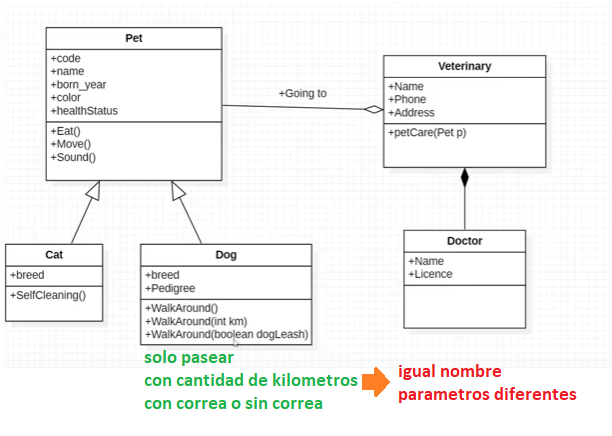 Pet
+code
+name
+born_year
+color
+healthStatus
+Eat()
+Move()
+Sound()
+Going to
Veterinary
+Name
+Phone
+Address
+petCare(Pet p)
Cat
+breed
+SelfCleaning()
Dog
+breed
+Pedigree
+WalkAround()
+WalkAround(int km)
+WalkAround(boolean dogLeash)
Doctor
+Name
+Licence
solo pasear
con cantidad de kilometros
con correa o sin correa
igual nombre
parametros diferentes